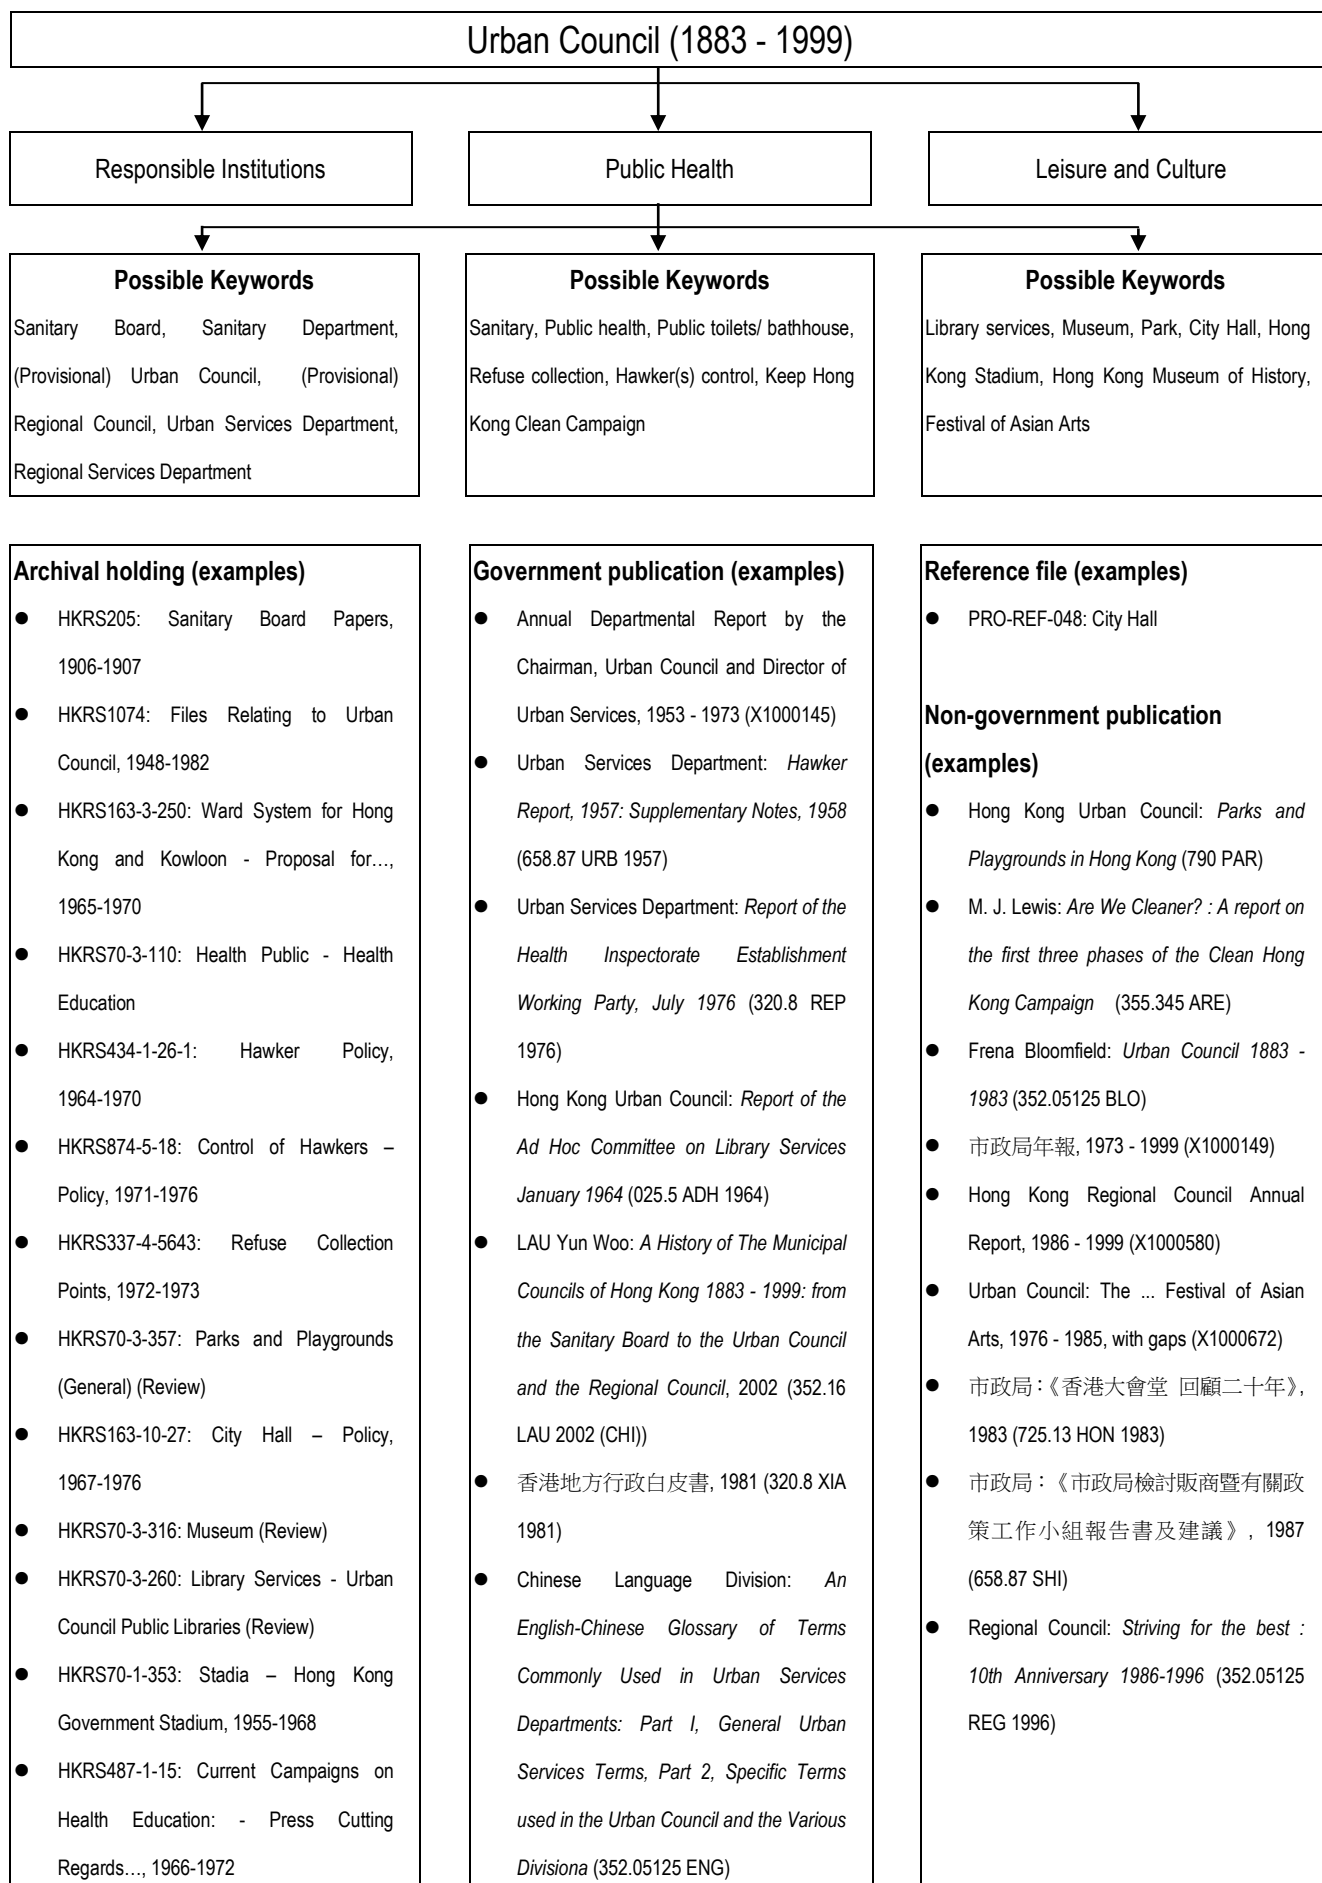 Urban Council (1883 - 1999)
Responsible Institutions
Public Health
Leisure and Culture
Possible Keywords
Sanitary Board, Sanitary Department,
(Provisional) Urban Council, (Provisional)
Regional Council, Urban Services Department,
Regional Services Department
Possible Keywords
Sanitary, Public health, Public toilets/ bathhouse,
Refuse collection, Hawker(s) control, Keep Hong
Kong Clean Campaign
Possible Keywords
Library services, Museum, Park, City Hall, Hong
Kong Stadium, Hong Kong Museum of History,
Festival of Asian Arts
Archival holding (examples)
● HKRS205: Sanitary Board Papers,
1906-1907
● HKRS1074: Files Relating to Urban
Council, 1948-1982
● HKRS163-3-250: Ward System for Hong
Kong and Kowloon - Proposal for…,
1965-1970
● HKRS70-3-110: Health Public - Health
Education
● HKRS434-1-26-1: Hawker Policy,
1964-1970
● HKRS874-5-18: Control of Hawkers –
Policy, 1971-1976
● HKRS337-4-5643: Refuse Collection
Points, 1972-1973
● HKRS70-3-357: Parks and Playgrounds
(General) (Review)
● HKRS163-10-27: City Hall – Policy,
1967-1976
● HKRS70-3-316: Museum (Review)
● HKRS70-3-260: Library Services - Urban
Council Public Libraries (Review)
● HKRS70-1-353: Stadia – Hong Kong
Government Stadium, 1955-1968
● HKRS487-1-15: Current Campaigns on
Health Education: - Press Cutting
Regards…, 1966-1972
Government publication (examples)
● Annual Departmental Report by the
Chairman, Urban Council and Director of
Urban Services, 1953 - 1973 (X1000145)
● Urban Services Department: Hawker
Report, 1957: Supplementary Notes, 1958
(658.87 URB 1957)
● Urban Services Department: Report of the
Health Inspectorate Establishment
Working Party, July 1976 (320.8 REP
1976)
● Hong Kong Urban Council: Report of the
Ad Hoc Committee on Library Services
January 1964 (025.5 ADH 1964)
● LAU Yun Woo: A History of The Municipal
Councils of Hong Kong 1883 - 1999: from
the Sanitary Board to the Urban Council
and the Regional Council, 2002 (352.16
LAU 2002 (CHI))
● 香港地方行政白皮書, 1981 (320.8 XIA
1981)
● Chinese Language Division: An
English-Chinese Glossary of Terms
Commonly Used in Urban Services
Departments: Part I, General Urban
Services Terms, Part 2, Specific Terms
used in the Urban Council and the Various
Divisiona (352.05125 ENG)
Reference file (examples)
● PRO-REF-048: City Hall
Non-government publication
(examples)
● Hong Kong Urban Council: Parks and
Playgrounds in Hong Kong (790 PAR)
● M. J. Lewis: Are We Cleaner? : A report on
the first three phases of the Clean Hong
Kong Campaign (355.345 ARE)
● Frena Bloomfield: Urban Council 1883 -
1983 (352.05125 BLO)
● 市政局年報, 1973 - 1999 (X1000149)
● Hong Kong Regional Council Annual
Report, 1986 - 1999 (X1000580)
● Urban Council: The ... Festival of Asian
Arts, 1976 - 1985, with gaps (X1000672)
● 市政局：《香港大會堂 回顧二十年》,
1983 (725.13 HON 1983)
● 市政局：《市政局檢討販商暨有關政
策工作小組報告書及建議》, 1987
(658.87 SHI)
● Regional Council: Striving for the best :
10th Anniversary 1986-1996 (352.05125
REG 1996)